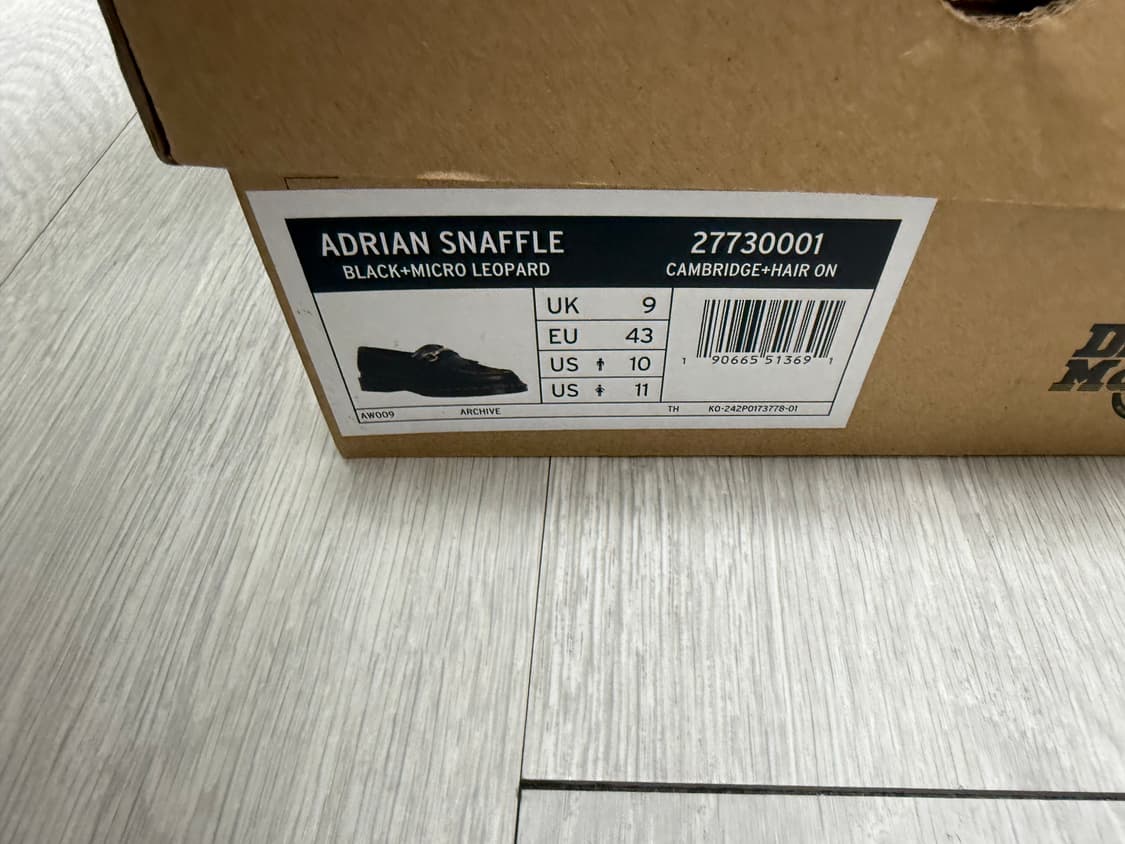 ADRIAN SNAFFLE
BLACK+MICRO LEOPARD
27730001
CAMBRIDGE+HAIR ON
UK 9
EU 43
US 10
US 11
1 90665 51369 1
AW009
ARCHIVE
TH
KO-242P0173778-01